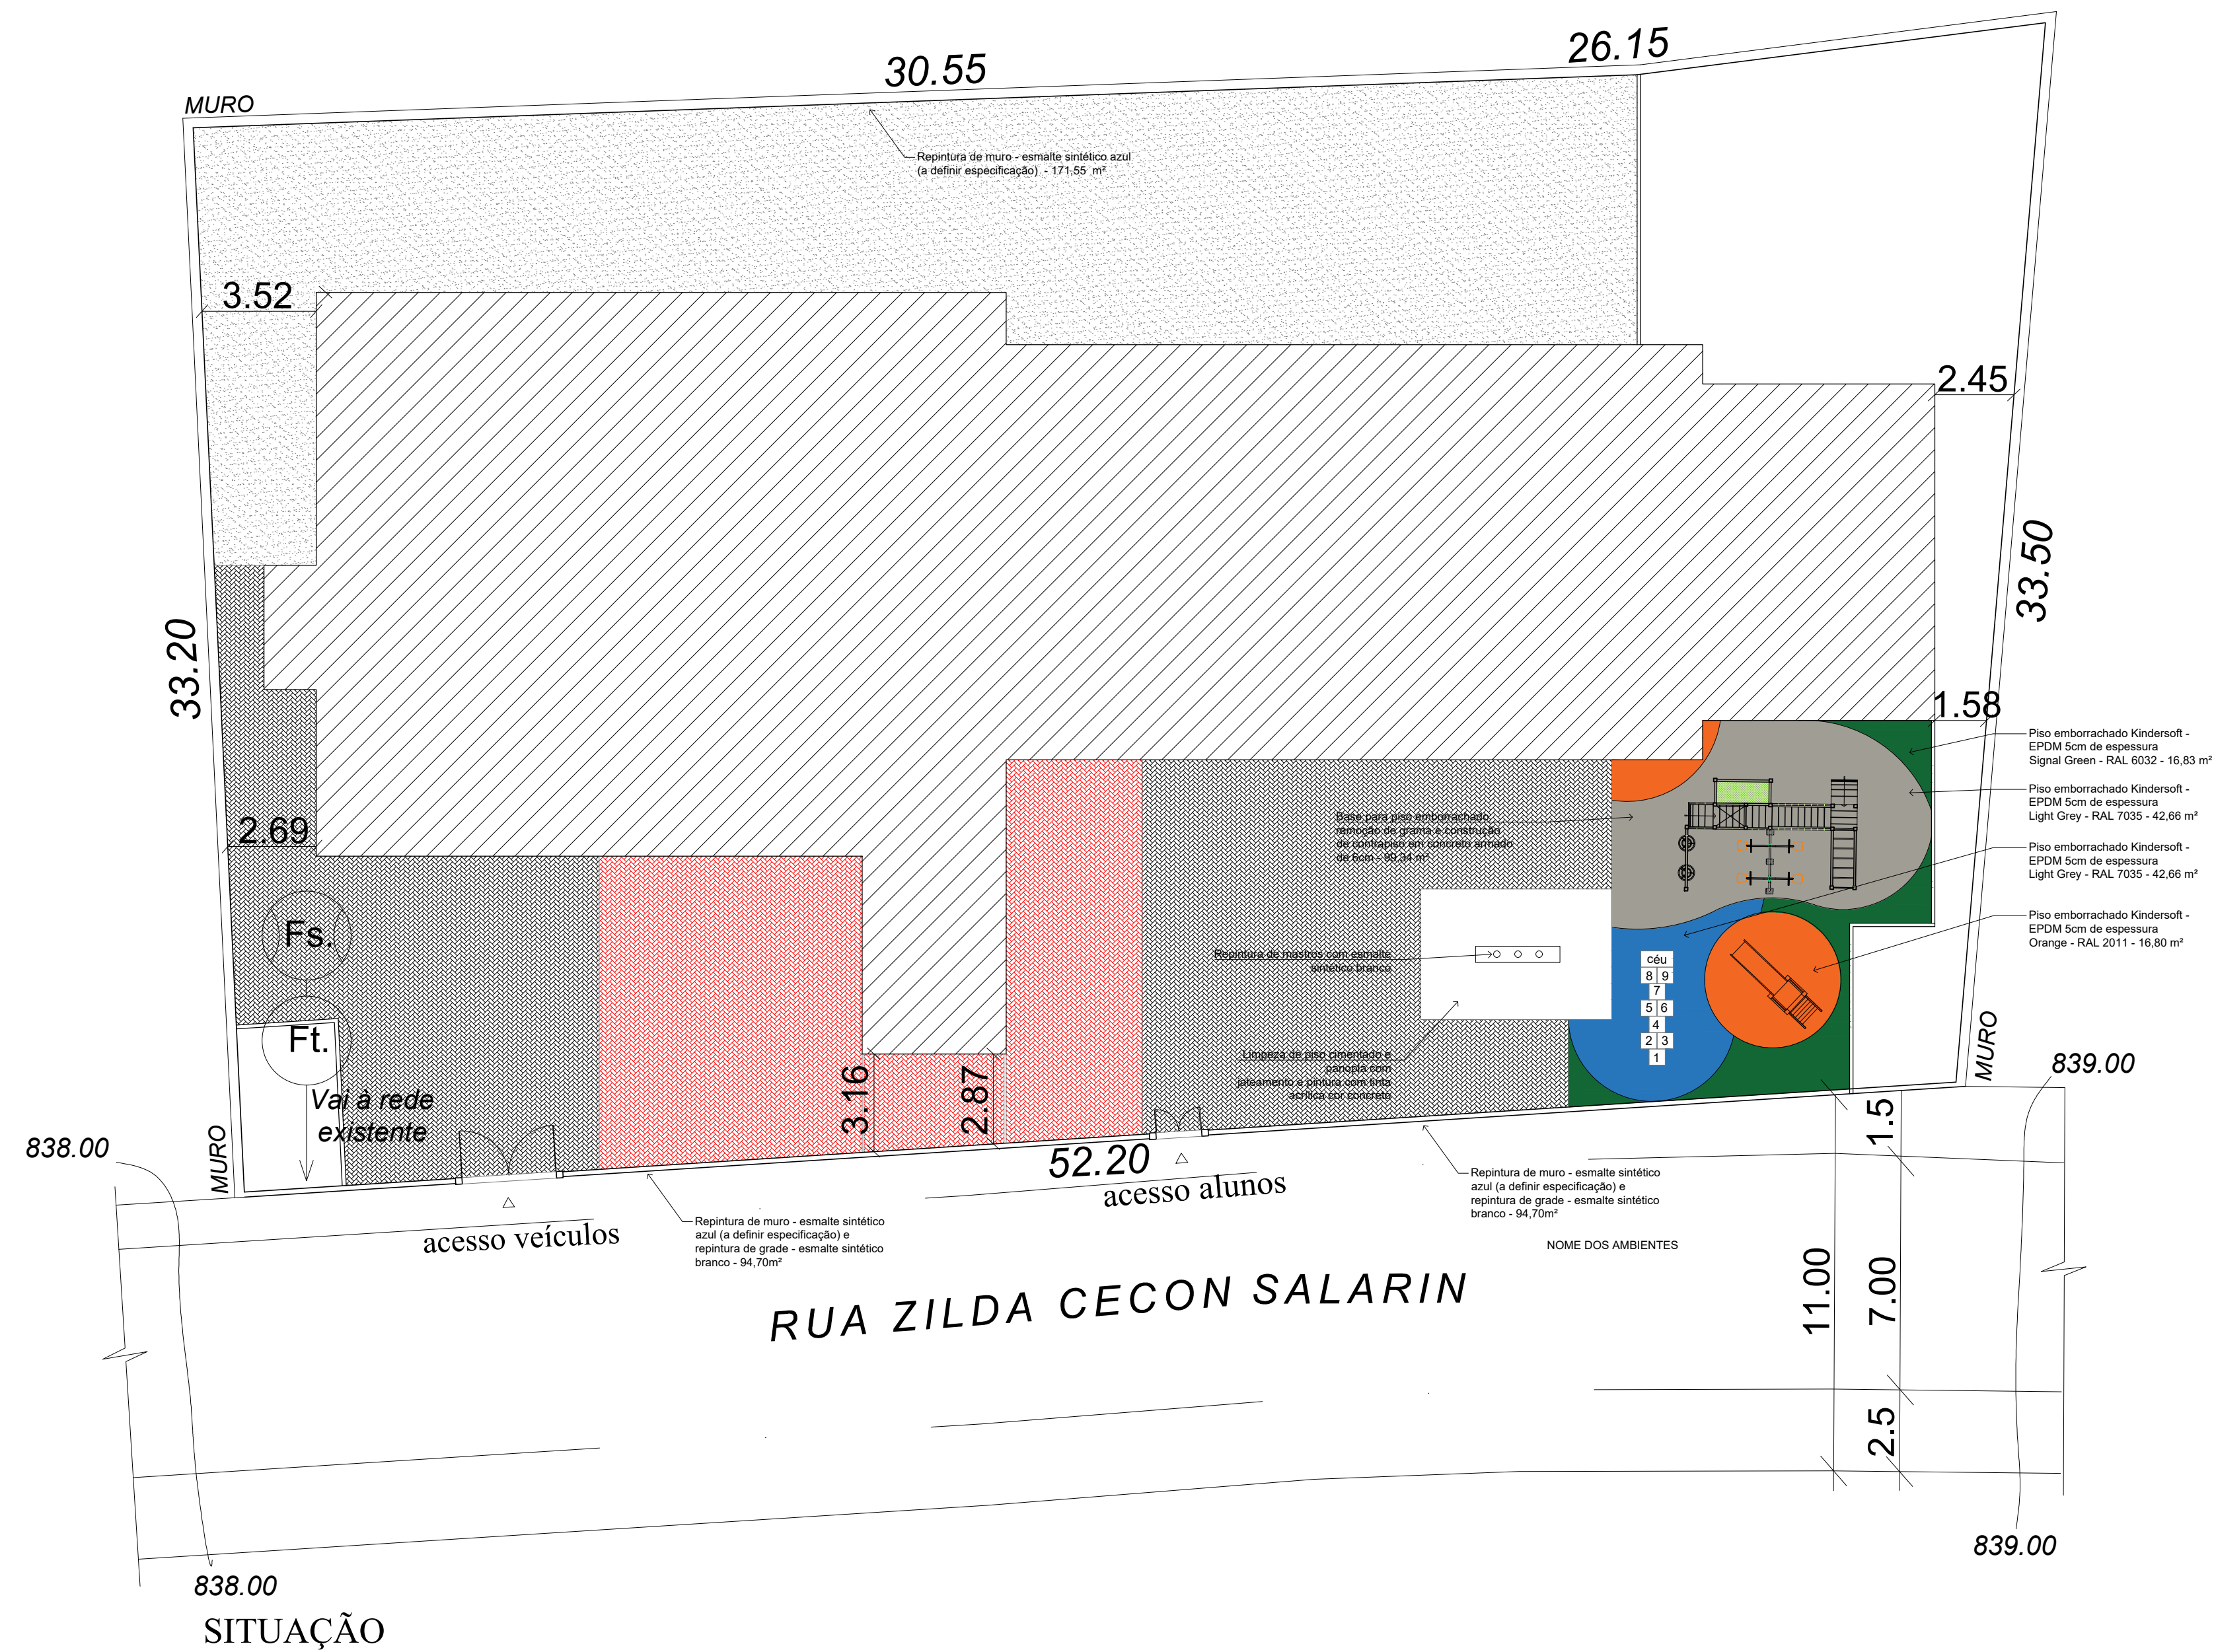 26.15
30.55
MURO
Repintura de muro - esmalte sintético azul
(a definir especificação) - 171,55 m²
3.52
2.45
33.50
33.20
1.58
Piso emborrachado Kindersoft -
EPDM 5cm de espessura
Signal Green - RAL 6032 - 16,83 m²
Piso emborrachado Kindersoft -
EPDM 5cm de espessura
Light Grey - RAL 7035 - 42,66 m²
Piso emborrachado Kindersoft -
EPDM 5cm de espessura
Light Grey - RAL 7035 - 42,66 m²
Piso emborrachado Kindersoft -
EPDM 5cm de espessura
Orange - RAL 2011 - 16,80 m²
2.69
Base para piso emborrachado,
remoção de grama e construção
de contrapiso em concreto armado
de 6cm - 99,34 m²
Fs.
Repintura de mastros com esmalte
sintético branco
céu
8 9
7
5 6
4
2 3
1
Ft.
Limpeza de piso cimentado e
panopla com
jateamento e pintura com tinta
acrílica cor concreto
Vai à rede
existente
3.16
2.87
MURO
MURO
839.00
838.00
1.5
52.20
acesso alunos
acesso veículos
Repintura de muro - esmalte sintético
azul (a definir especificação) e
repintura de grade - esmalte sintético
branco - 94,70m²
Repintura de muro - esmalte sintético
azul (a definir especificação) e
repintura de grade - esmalte sintético
branco - 94,70m²
NOME DOS AMBIENTES
RUA ZILDA CECON SALARIN
11.00
7.00
2.5
839.00
838.00
SITUAÇÃO